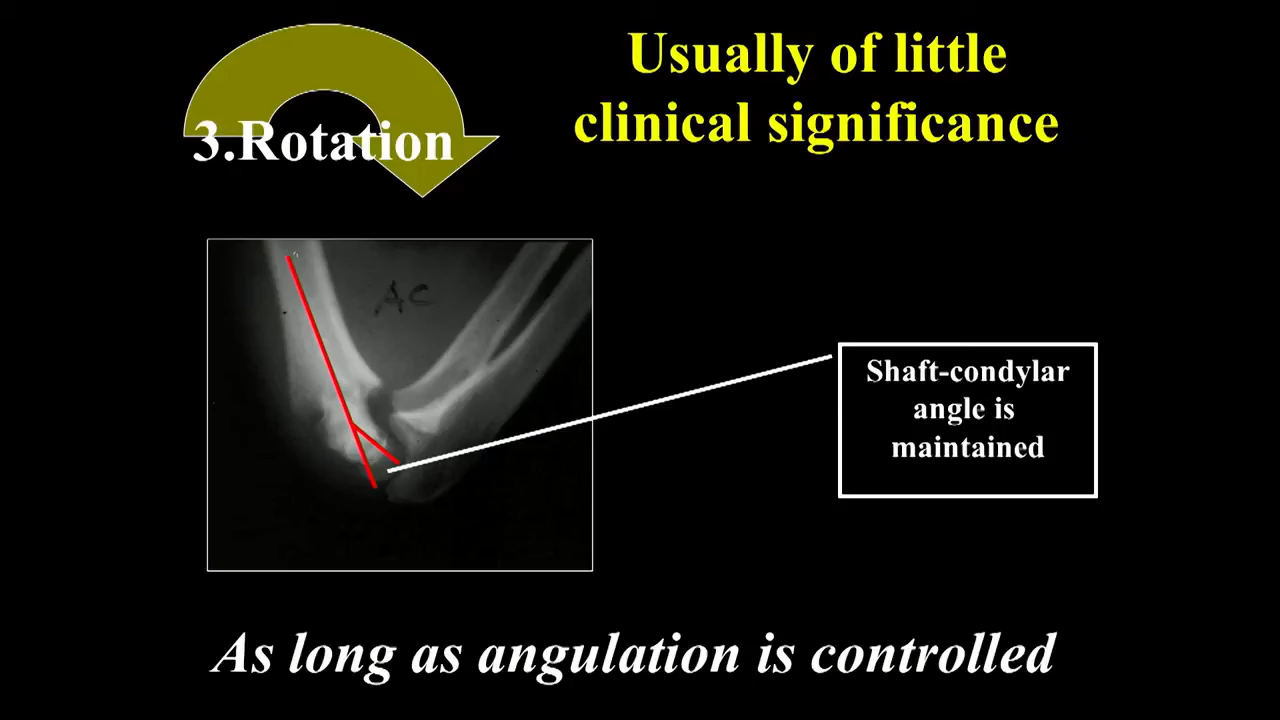 3.Rotation
Usually of little
clinical significance
AC
Shaft-condylar
angle is
maintained
As long as angulation is controlled